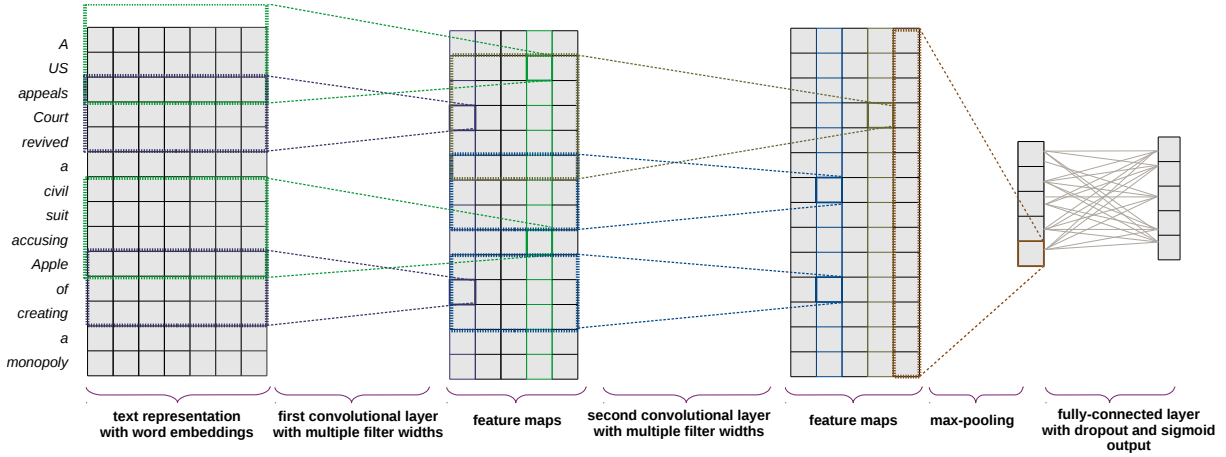 A
US
appeals
Court
revived
a
civil
suit
accusing
Apple
of
creating
a
monopoly
text representation
with word embeddings
first convolutional layer
with multiple filter widths
feature maps
second convolutional layer
with multiple filter widths
feature maps
max-pooling
fully-connected layer
with dropout and sigmoid
output